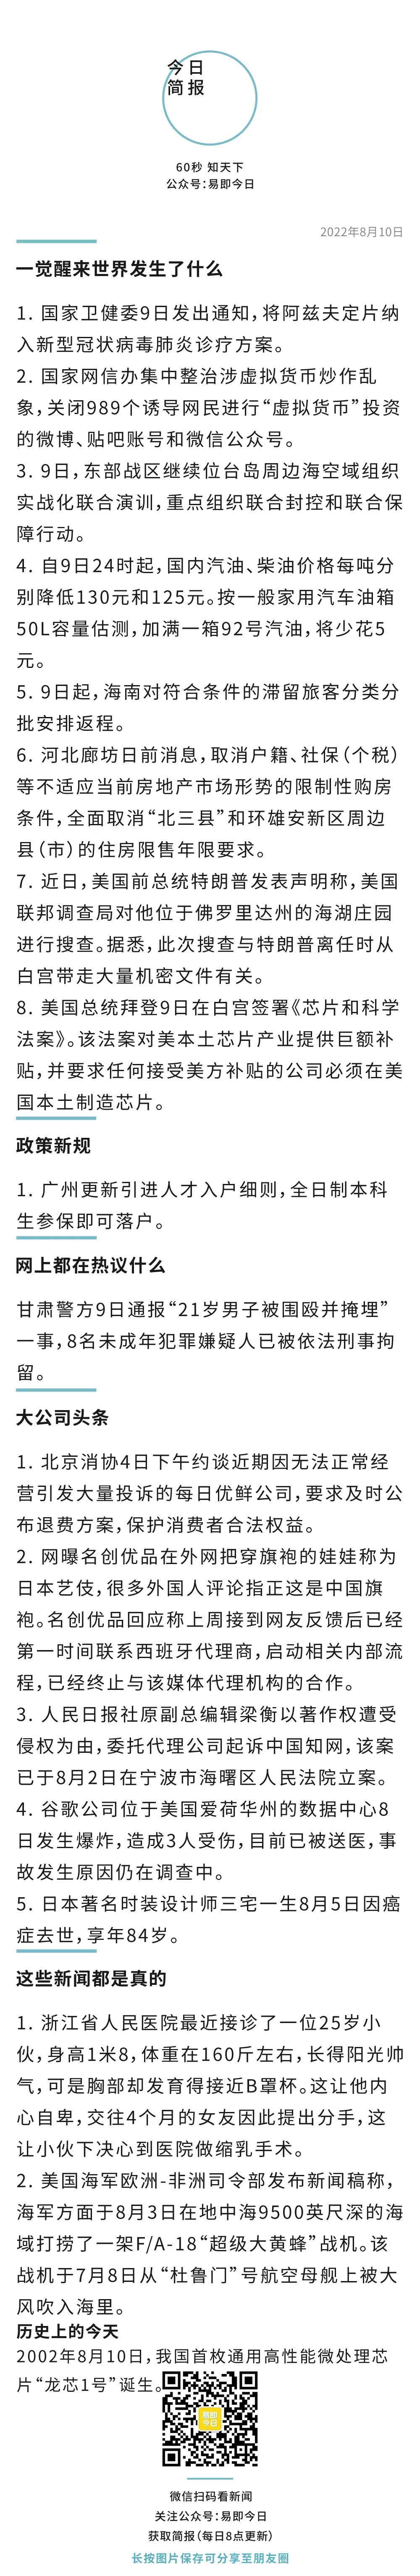 今日
简报
60秒 知天下
公众号：易即今日
2022年8月10日
一觉醒来世界发生了什么
1. 国家卫健委9日发出通知，将阿兹夫定片纳
入新型冠状病毒肺炎诊疗方案。
2. 国家网信办集中整治涉虚拟货币炒作乱
象，关闭989个诱导网民进行“虚拟货币”投资
的微博、贴吧账号和微信公众号。
3. 9日，东部战区继续位台岛周边海空域组织
实战化联合演训，重点组织联合封控和联合保
障行动。
4. 自9日24时起，国内汽油、柴油价格每吨分
别降低130元和125元。按一般家用汽车油箱
50L容量估测，加满一箱92号汽油，将少花5
元。
5. 9日起，海南对符合条件的滞留旅客分类分
批安排返程。
6. 河北廊坊日前消息，取消户籍、社保（个税）
等不适应当前房地产市场形势的限制性购房
条件，全面取消“北三县”和环雄安新区周边
县（市）的住房限售年限要求。
7. 近日，美国前总统特朗普发表声明称，美国
联邦调查局对他位于佛罗里达州的海湖庄园
进行搜查。据悉，此次搜查与特朗普离任时从
白宫带走大量机密文件有关。
8. 美国总统拜登9日在白宫签署《芯片和科学
法案》。该法案对美本土芯片产业提供巨额补
贴，并要求任何接受美方补贴的公司必须在美
国本土制造芯片。
政策新规
1. 广州更新引进人才入户细则，全日制本科
生参保即可落户。
网上都在热议什么
甘肃警方9日通报“21岁男子被围殴并掩埋”
一事，8名未成年犯罪嫌疑人已被依法刑事拘
留。
大公司头条
1. 北京消协4日下午约谈近期因无法正常经
营引发大量投诉的每日优鲜公司，要求及时公
布退费方案，保护消费者合法权益。
2. 网曝名创优品在外网把穿旗袍的娃娃称为
日本艺伎，很多外国人评论指正这是中国旗
袍。名创优品回应称上周接到网友反馈后已经
第一时间联系西班牙代理商，启动相关内部流
程，已经终止与该媒体代理机构的合作。
3. 人民日报社原副总编辑梁衡以著作权遭受
侵权为由，委托代理公司起诉中国知网，该案
已于8月2日在宁波市海曙区人民法院立案。
4. 谷歌公司位于美国爱荷华州的数据中心8
日发生爆炸，造成3人受伤，目前已被送医，事
故发生原因仍在调查中。
5. 日本著名时装设计师三宅一生8月5日因癌
症去世，享年84岁。
这些新闻都是真的
1. 浙江省人民医院最近接诊了一位25岁小
伙，身高1米8，体重在160斤左右，长得阳光帅
气，可是胸部却发育得接近B罩杯。这让他内
心自卑，交往4个月的女友因此提出分手，这
让小伙下决心到医院做缩乳手术。
2. 美国海军欧洲-非洲司令部发布新闻稿称，
海军方面于8月3日在地中海9500英尺深的海
域打捞了一架F/A-18“超级大黄蜂”战机。该
战机于7月8日从“杜鲁门”号航空母舰上被大
风吹入海里。
历史上的今天
2002年8月10日，我国首枚通用高性能微处理芯
片“龙芯1号”诞生。
易即
今日
微信扫码看新闻
关注公众号：易即今日
获取简报（每日8点更新）
长按图片保存可分享至朋友圈